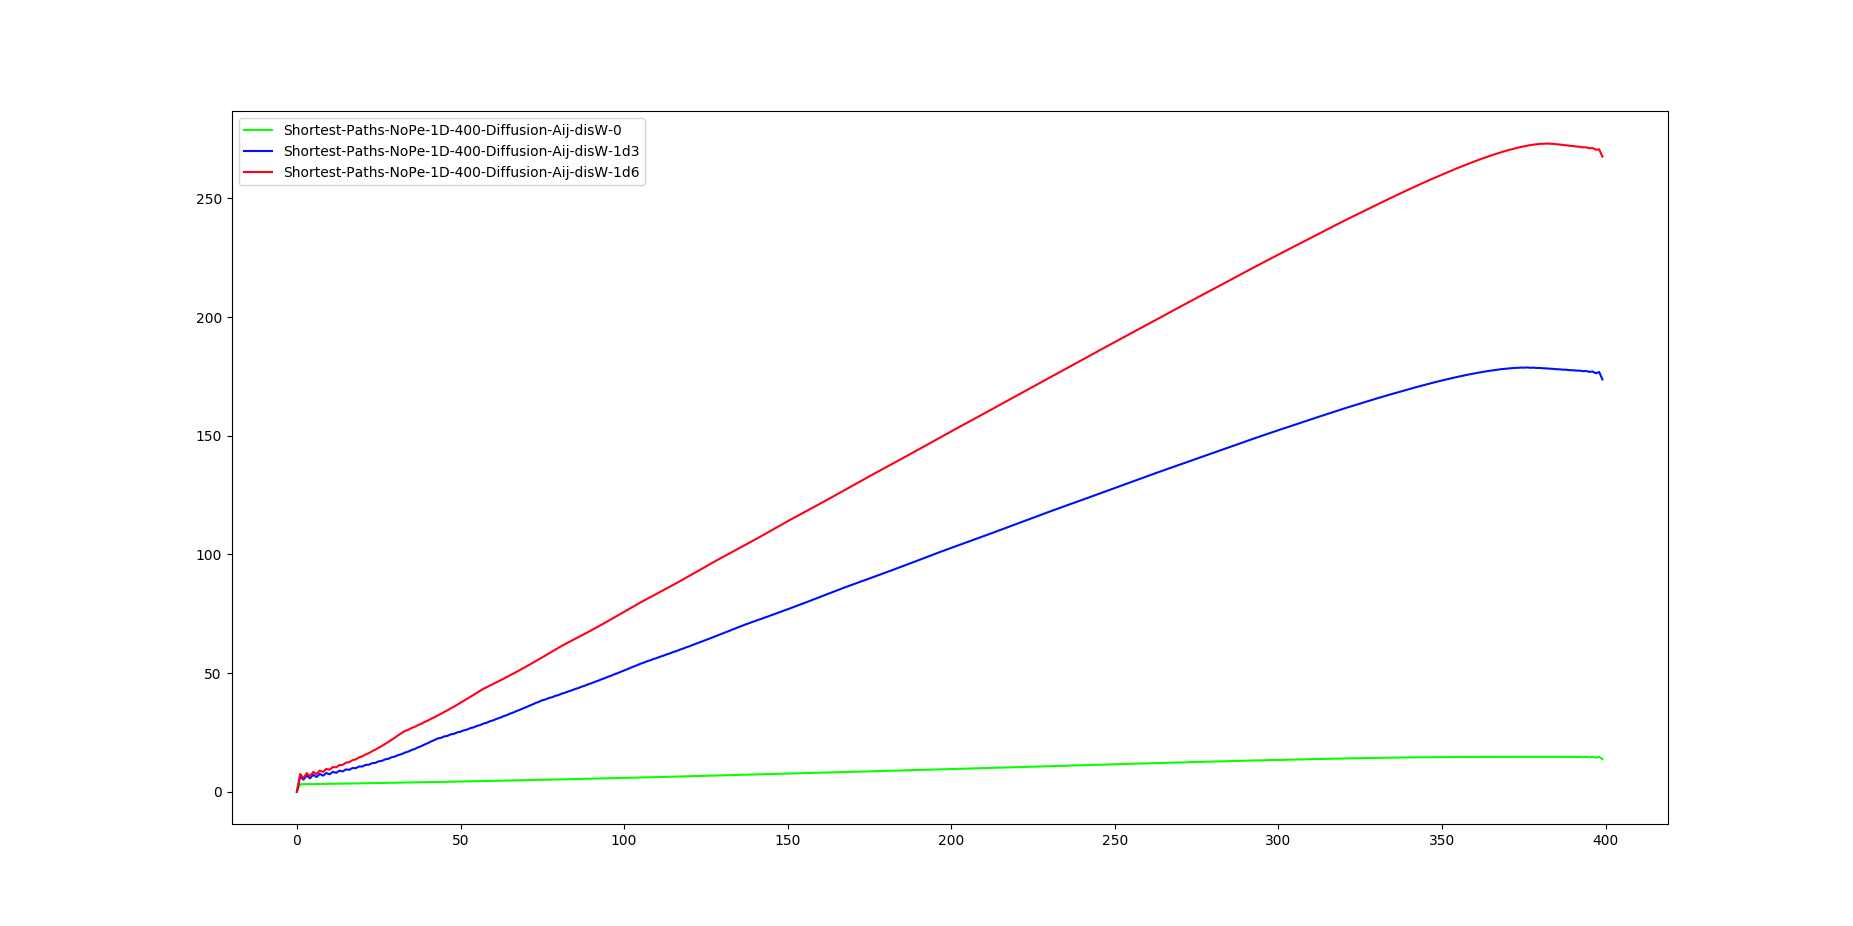 Shortest-Paths-NoPe-1D-400-Diffusion-Aij-disW-0
Shortest-Paths-NoPe-1D-400-Diffusion-Aij-disW-1d3
Shortest-Paths-NoPe-1D-400-Diffusion-Aij-disW-1d6
250
200
150
100
50
0
0 50 100 150 200 250 300 350 400